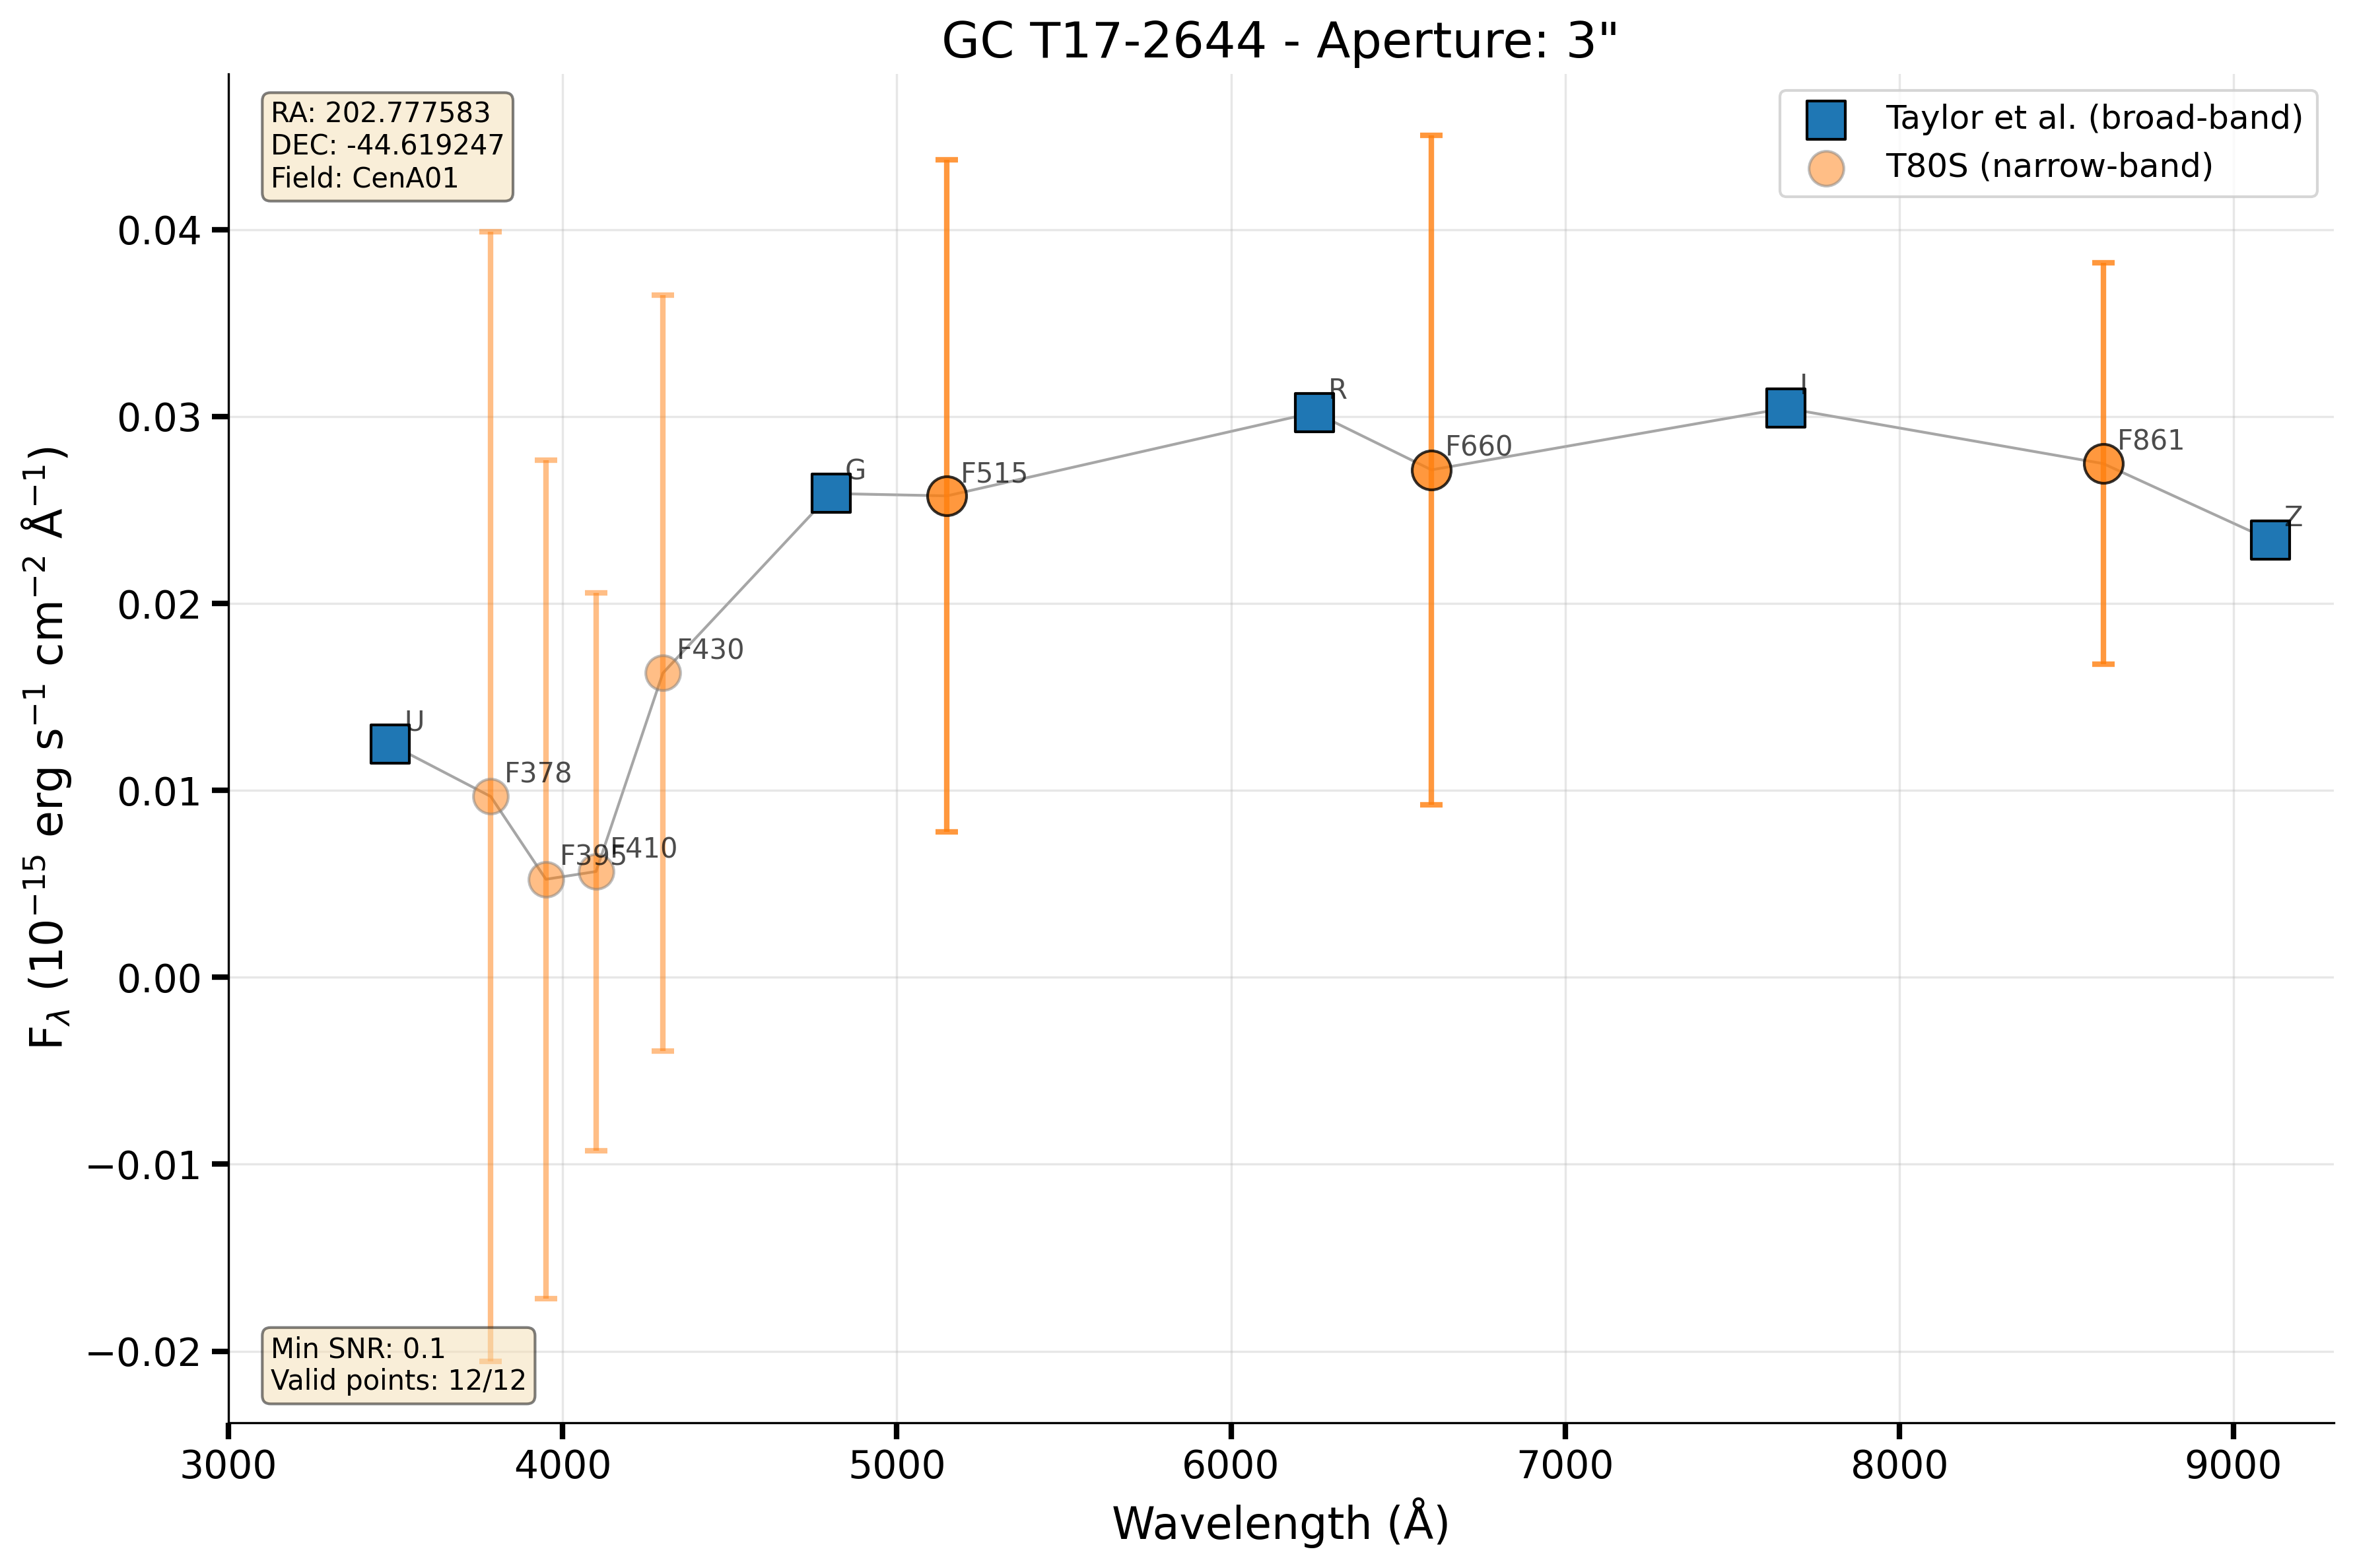 GC T17-2644 - Aperture: 3"
RA: 202.777583
DEC: -44.619247
Field: CenA01
Taylor et al. (broad-band)
T80S (narrow-band)
0.04
0.03
0.02
0.01
0.00
−0.01
−0.02
F_λ (10⁻¹⁵ erg s⁻¹ cm⁻² Å⁻¹)
U
F378
F395
F410
F430
G
F515
R
F660
I
F861
Z
Min SNR: 0.1
Valid points: 12/12
3000
4000
5000
6000
7000
8000
9000
Wavelength (Å)